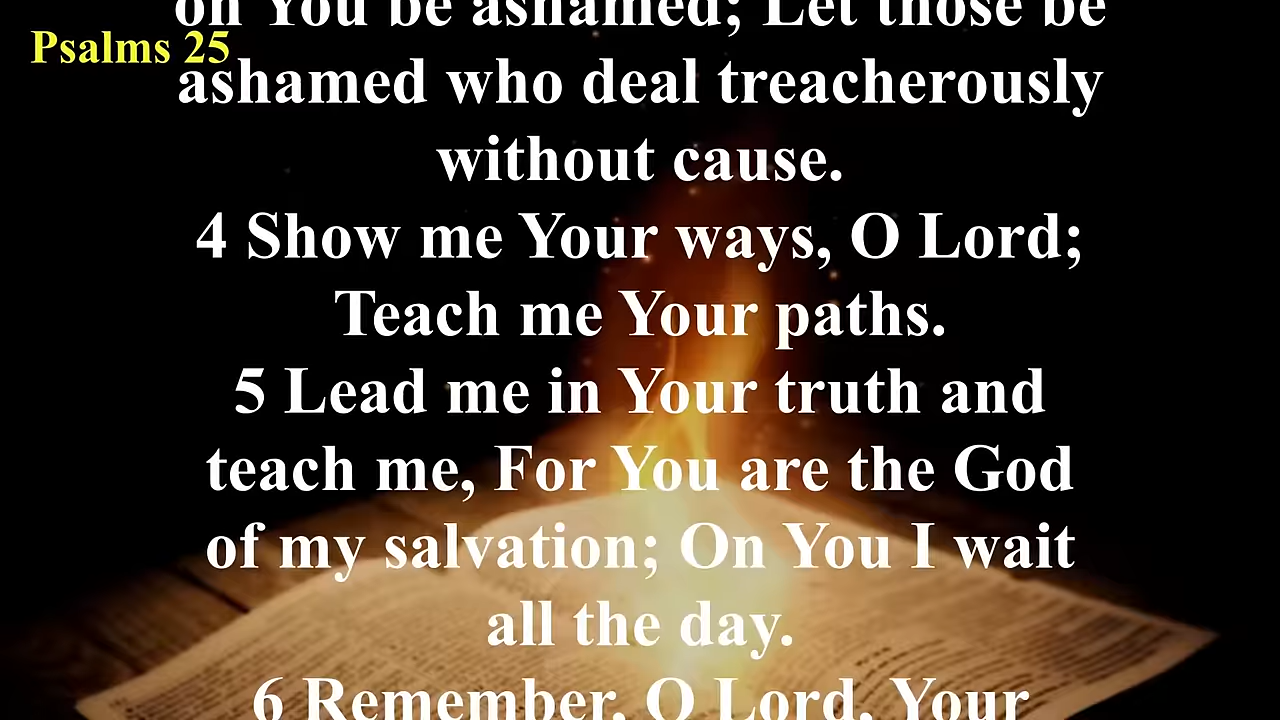 on You be ashamed; Let those be
Psalms 25
ashamed who deal treacherously
without cause.
4 Show me Your ways, O Lord;
Teach me Your paths.
5 Lead me in Your truth and
teach me, For You are the God
of my salvation; On You I wait
all the day.
6 Remember, O Lord, Your